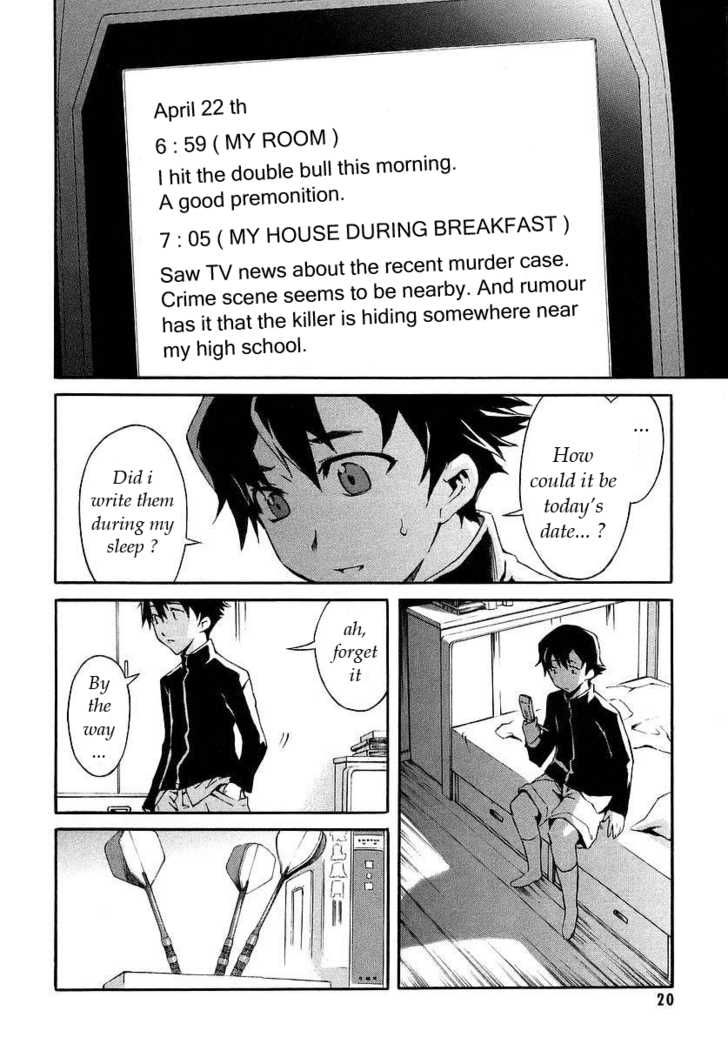 April 22 th
6 : 59 ( MY ROOM )
I hit the double bull this morning.
A good premonition.
7 : 05 ( MY HOUSE DURING BREAKFAST )
Saw TV news about the recent murder case.
Crime scene seems to be nearby. And rumour
has it that the killer is hiding somewhere near
my high school.
...
How
could it be
today's
date... ?
Did i
write them
during my
sleep ?
ah,
forget
it
By
the
way
...
20